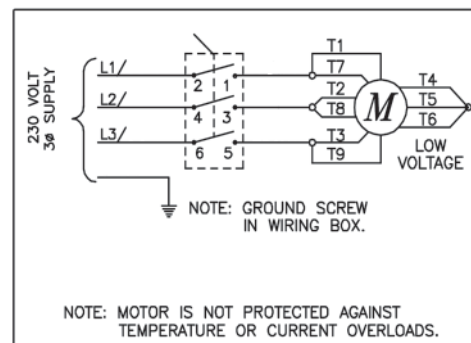 230 VOLT
3ø SUPPLY
L1/
L2/
L3/
2
1
4
3
6
5
T1
T7
T2
T8
T3
T9
M
T4
T5
T6
LOW
VOLTAGE
NOTE: GROUND SCREW
IN WIRING BOX.
NOTE: MOTOR IS NOT PROTECTED AGAINST
TEMPERATURE OR CURRENT OVERLOADS.